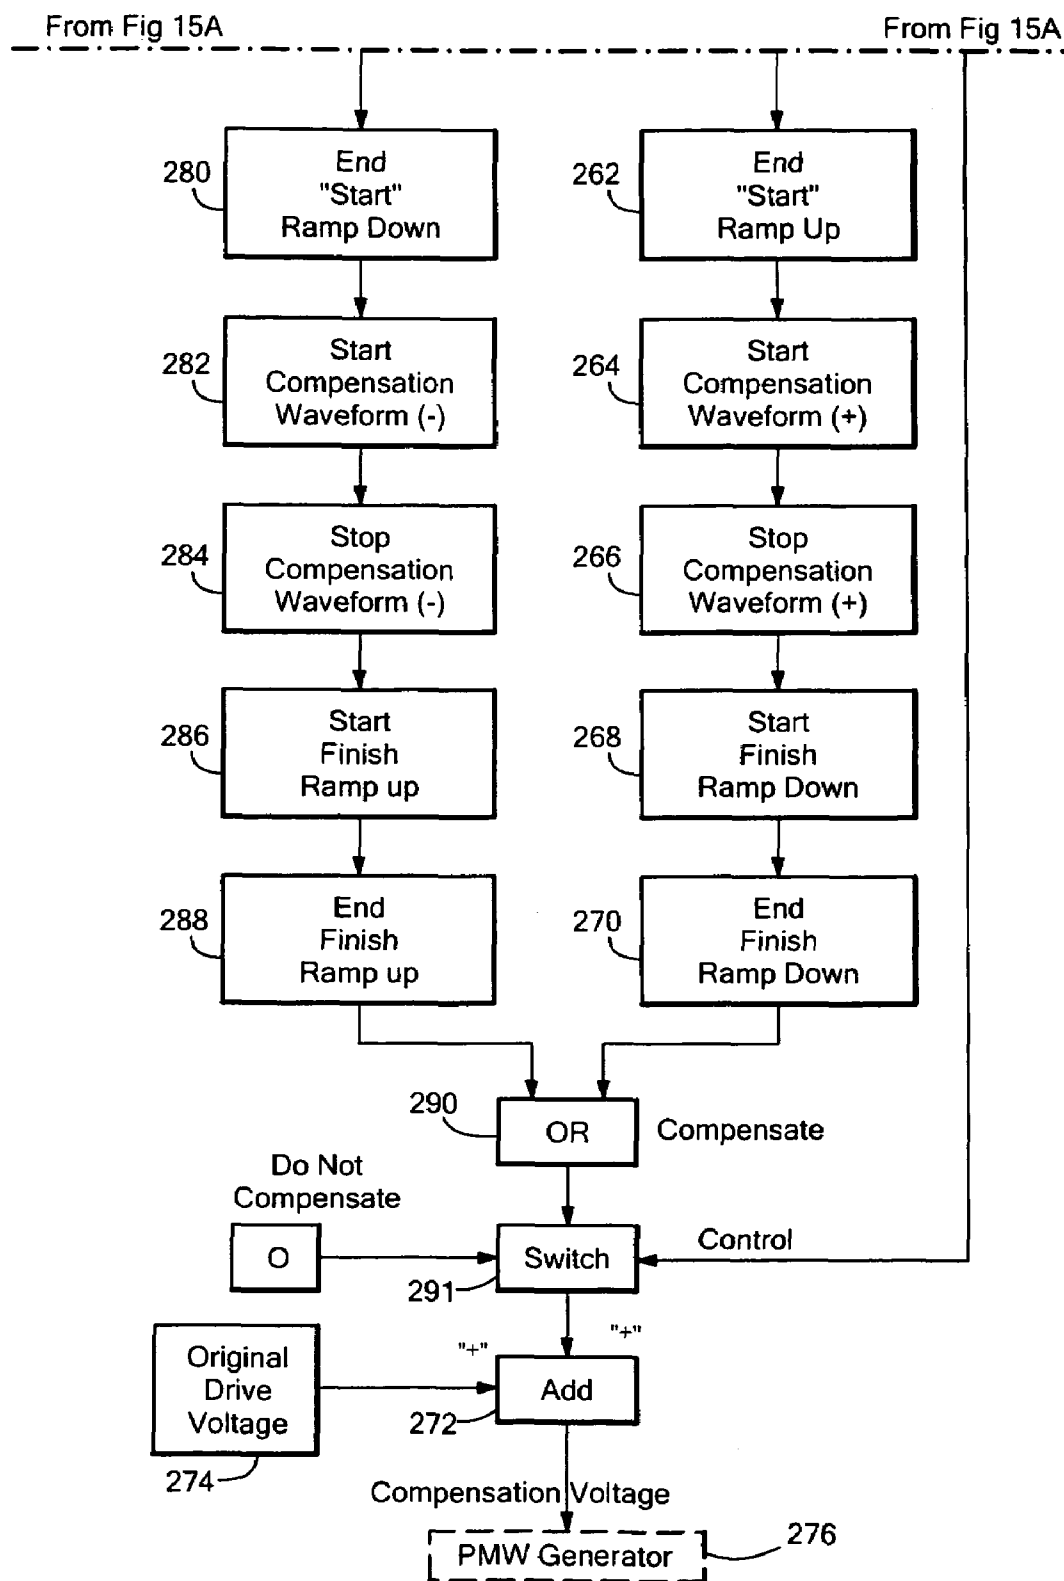 From Fig 15A
From Fig 15A
280
End
"Start"
Ramp Down
262
End
"Start"
Ramp Up
282
Start
Compensation
Waveform (-)
264
Start
Compensation
Waveform (+)
284
Stop
Compensation
Waveform (-)
266
Stop
Compensation
Waveform (+)
286
Start
Finish
Ramp up
268
Start
Finish
Ramp Down
288
End
Finish
Ramp up
270
End
Finish
Ramp Down
290
OR
Compensate
Do Not
Compensate
O
Switch
291
Control
"+"
"+"
Original
Drive
Voltage
274
Add
272
Compensation Voltage
PMW Generator
276